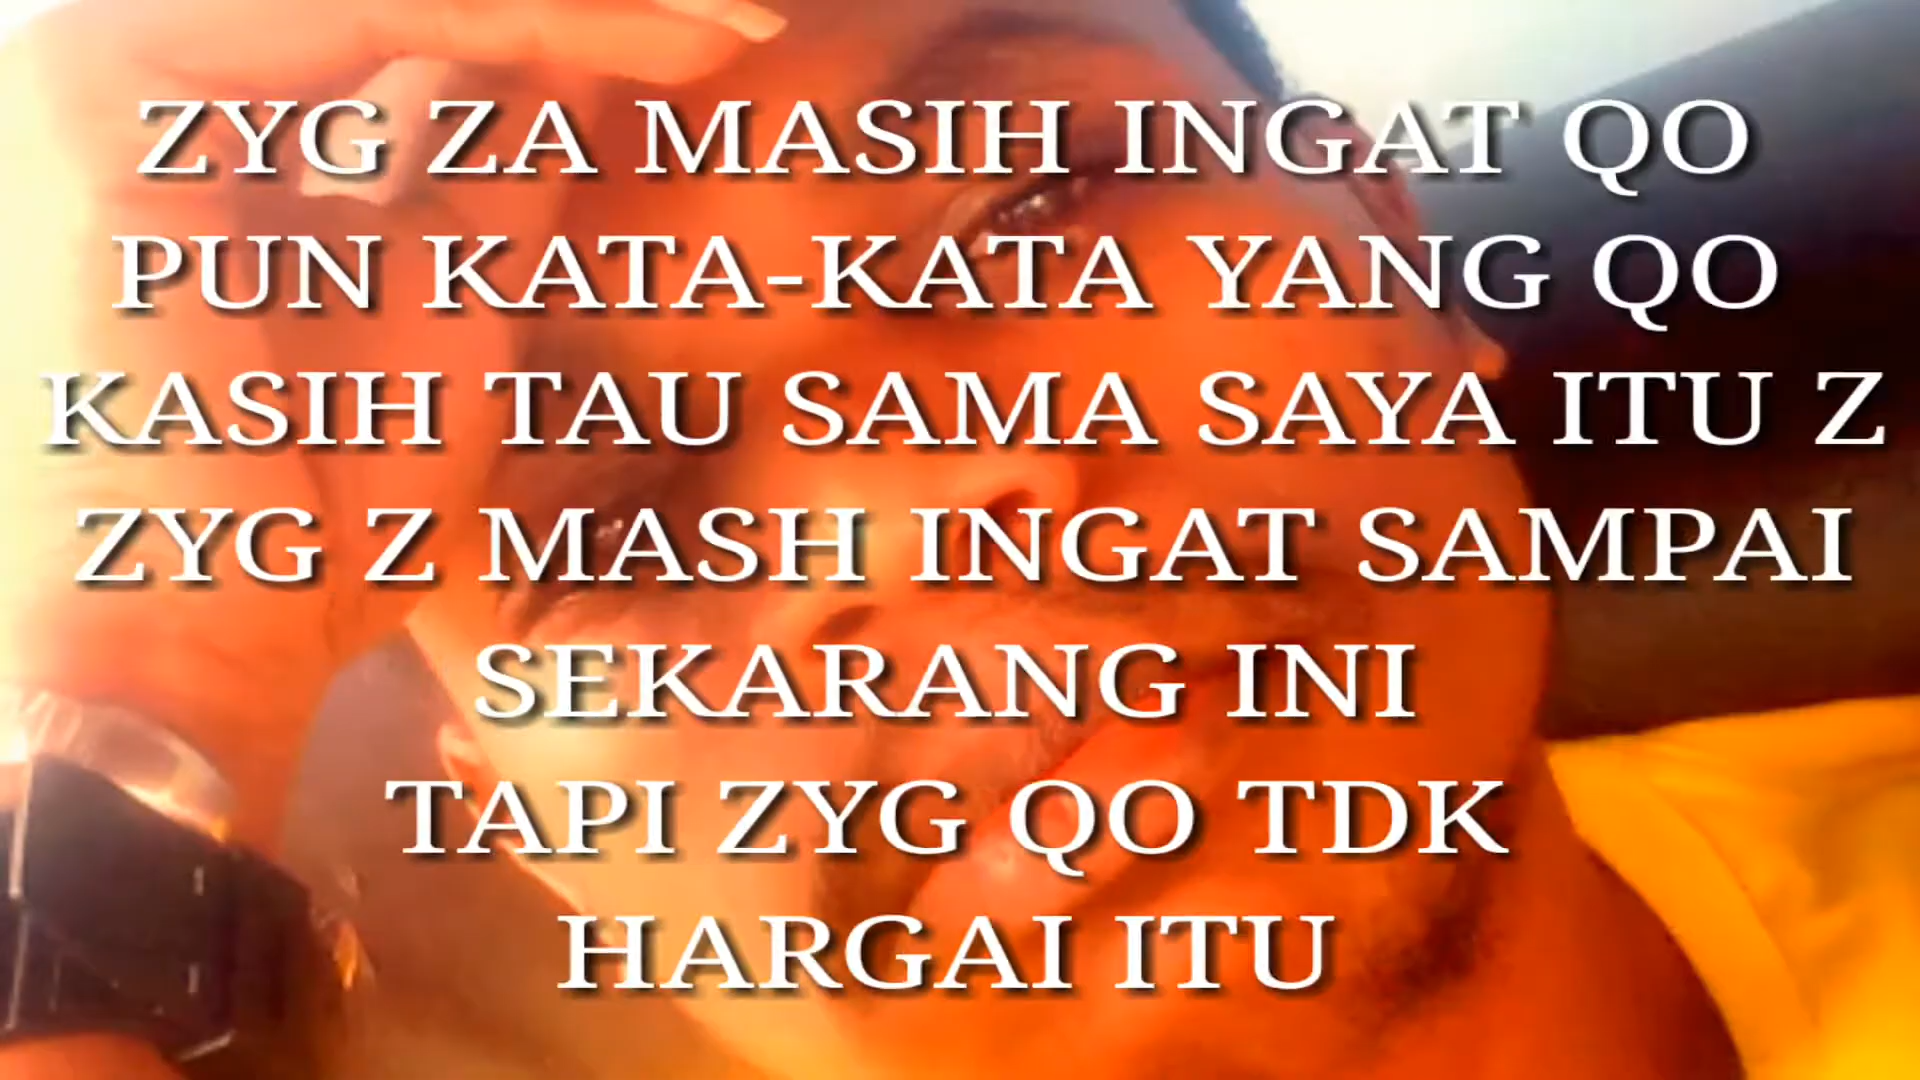 ZYG ZA MASIH INGAT QO
PUN KATA-KATA YANG QO
KASIH TAU SAMA SAYA ITU Z
ZYG Z MASH INGAT SAMPAI
SEKARANG INI
TAPI ZYG QO TDK
HARGAI ITU